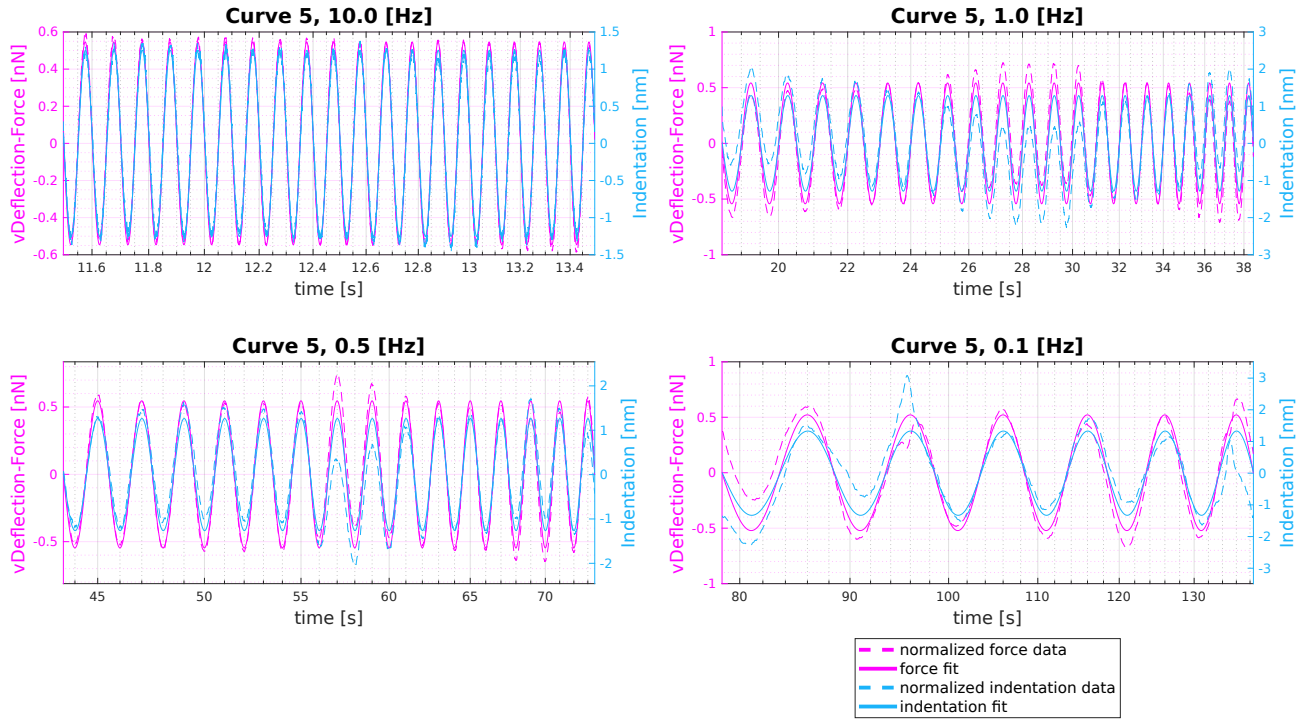 Curve 5, 10.0 [Hz]
vDeflection-Force [nN]
0.6
0.4
0.2
0
-0.2
-0.4
-0.6
1.5
1
0.5
0
-0.5
-1
-1.5
Indentation [nm]
11.6 11.8 12 12.2 12.4 12.6 12.8 13 13.2 13.4
time [s]
Curve 5, 1.0 [Hz]
vDeflection-Force [nN]
1
0.5
0
-0.5
-1
3
2
1
0
-1
-2
-3
Indentation [nm]
20 22 24 26 28 30 32 34 36 38
time [s]
Curve 5, 0.5 [Hz]
vDeflection-Force [nN]
0.5
0
-0.5
2
1
0
-1
-2
Indentation [nm]
45 50 55 60 65 70
time [s]
Curve 5, 0.1 [Hz]
vDeflection-Force [nN]
1
0.5
0
-0.5
-1
3
2
1
0
-1
-2
-3
Indentation [nm]
80 90 100 110 120 130
time [s]
normalized force data
force fit
normalized indentation data
indentation fit